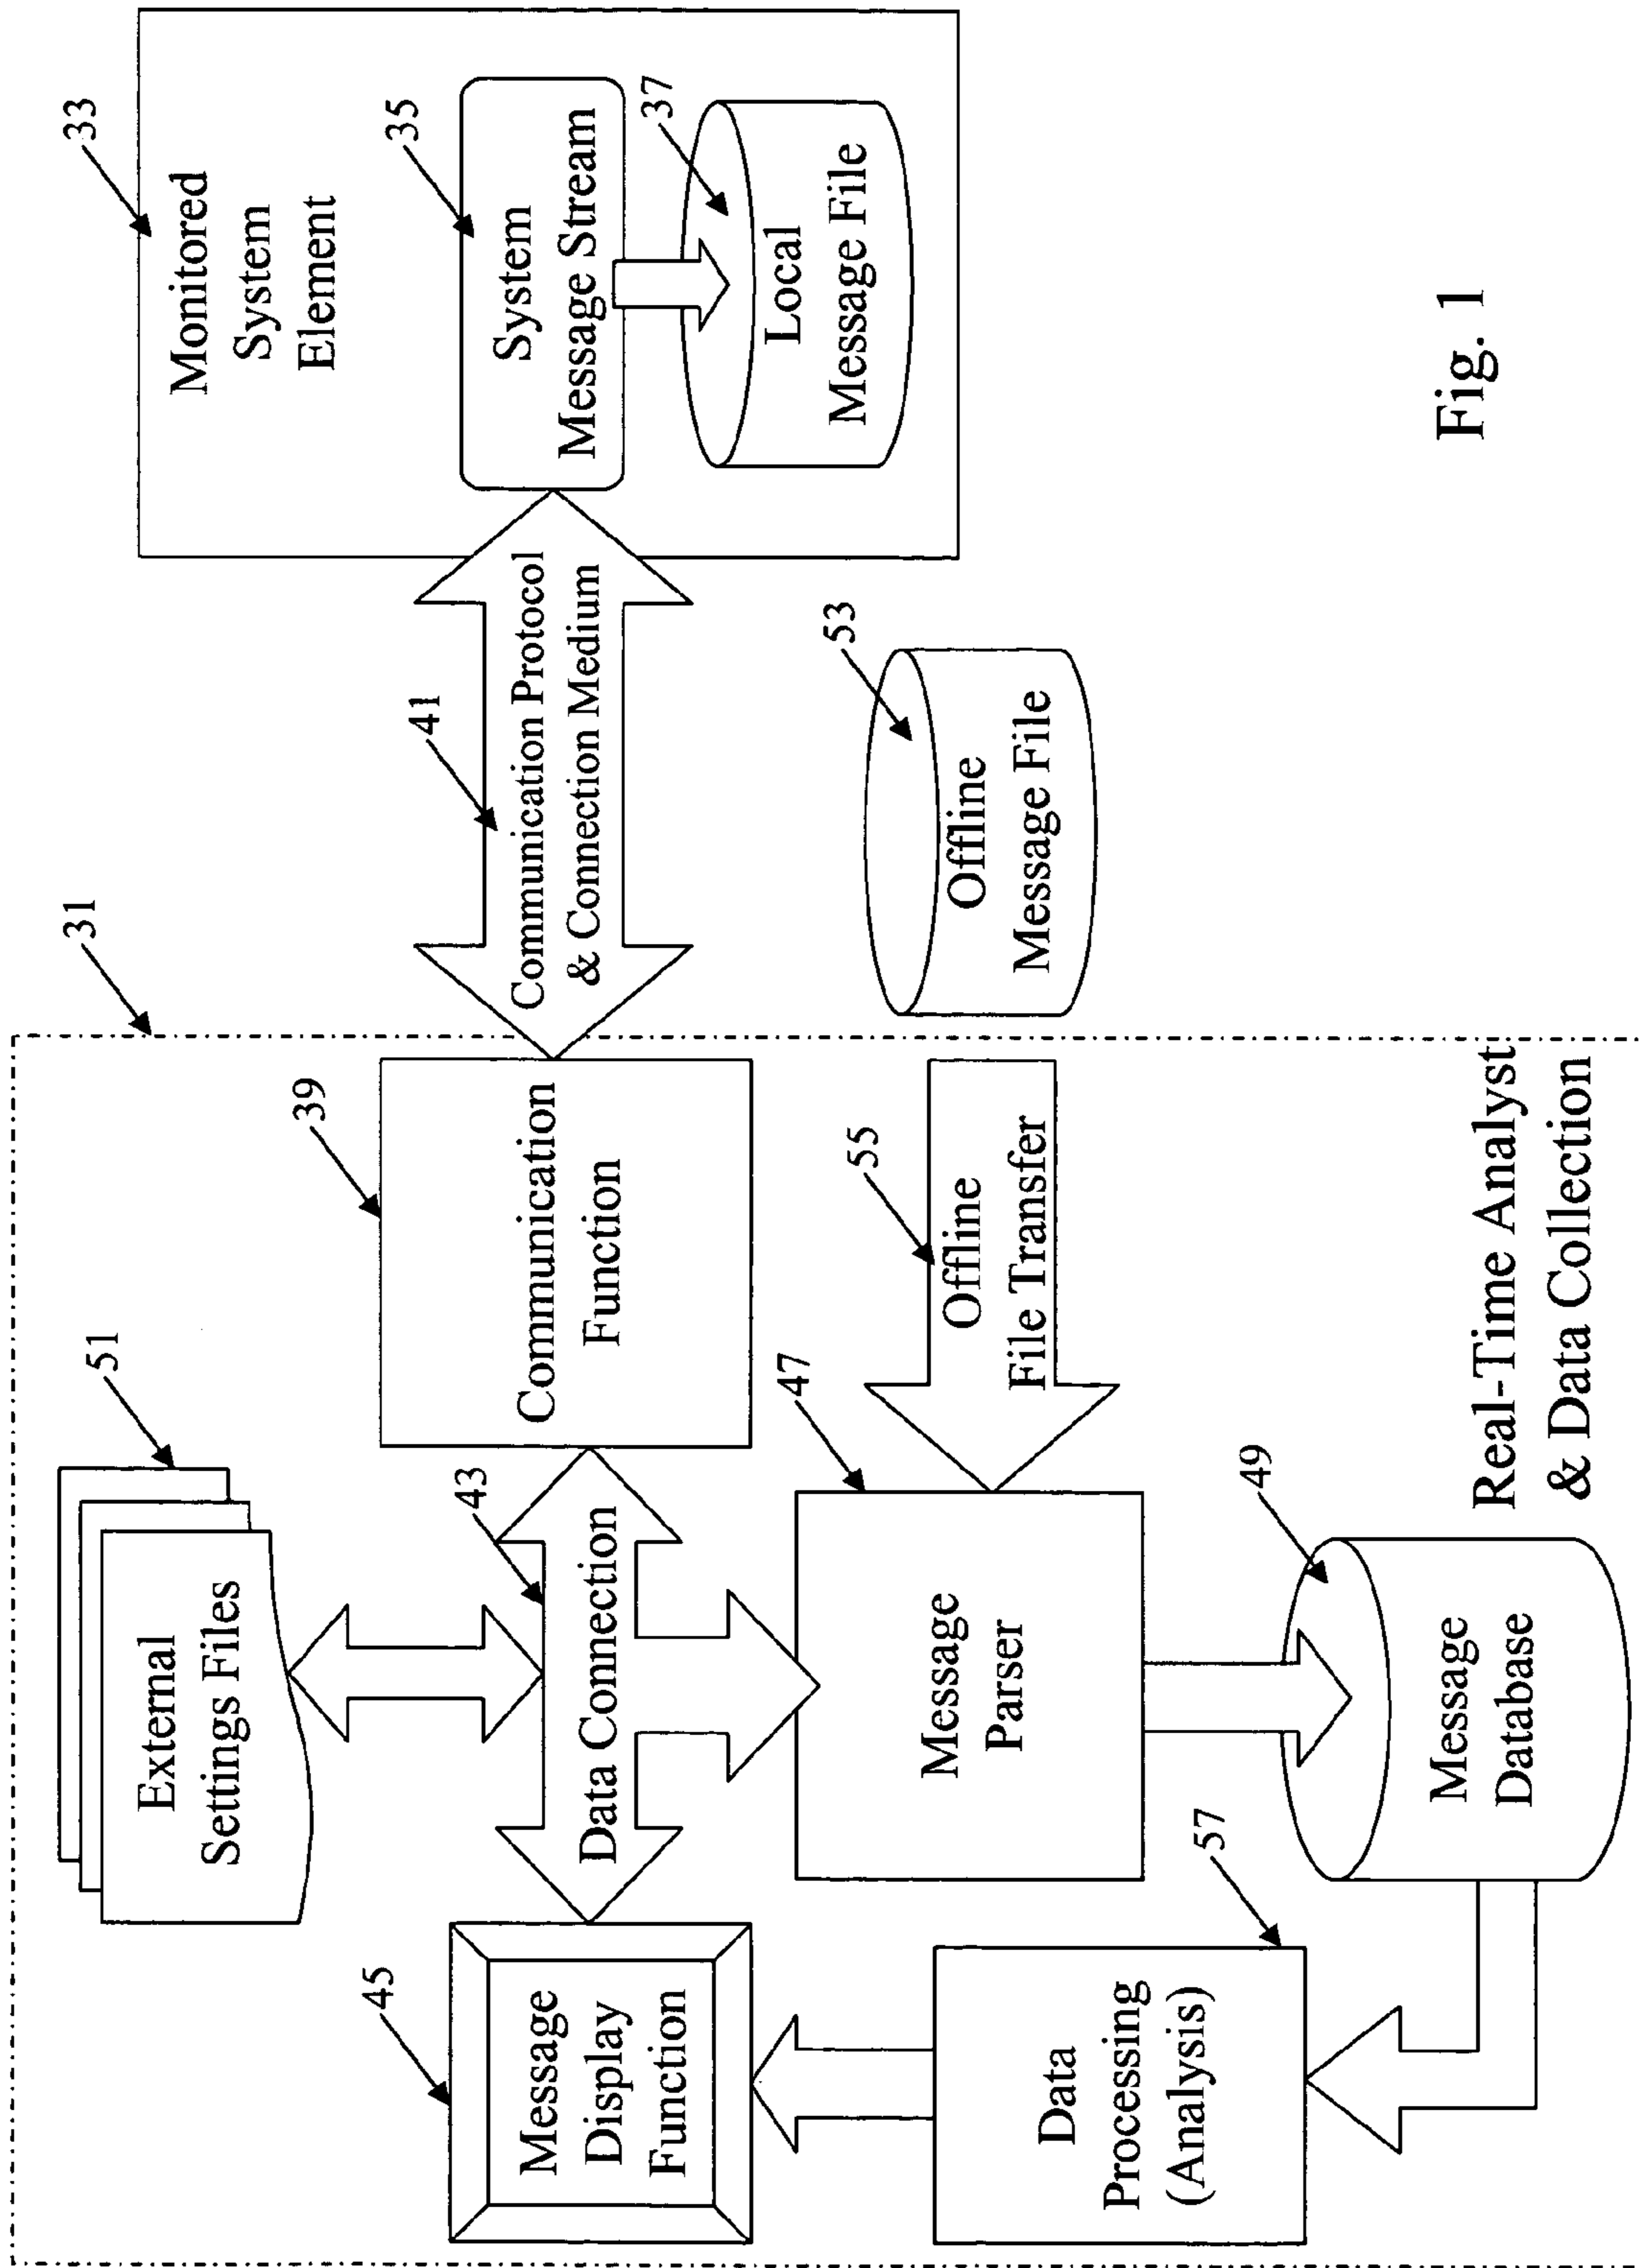 31
33
Monitored
System
Element
35
System
Message Stream
37
Local
Message File
41
Communication Protocol
& Connection Medium
53
Offline
Message File
51
External
Settings Files
39
Communication
Function
43
Data Connection
45
Message
Display
Function
47
Message
Parser
55
Offline
File Transfer
49
Message
Database
57
Data
Processing
(Analysis)
Real-Time Analyst
& Data Collection
Fig. 1